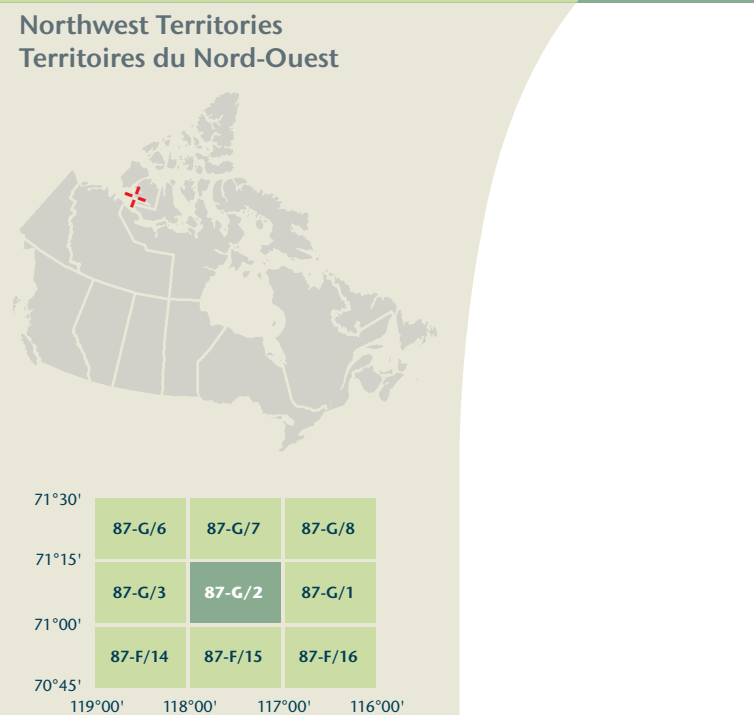 Northwest Territories
Territoires du Nord-Ouest
71°30'
87-G/6 87-G/7 87-G/8
71°15'
87-G/3 87-G/2 87-G/1
71°00'
87-F/14 87-F/15 87-F/16
70°45'
119°00' 118°00' 117°00' 116°00'